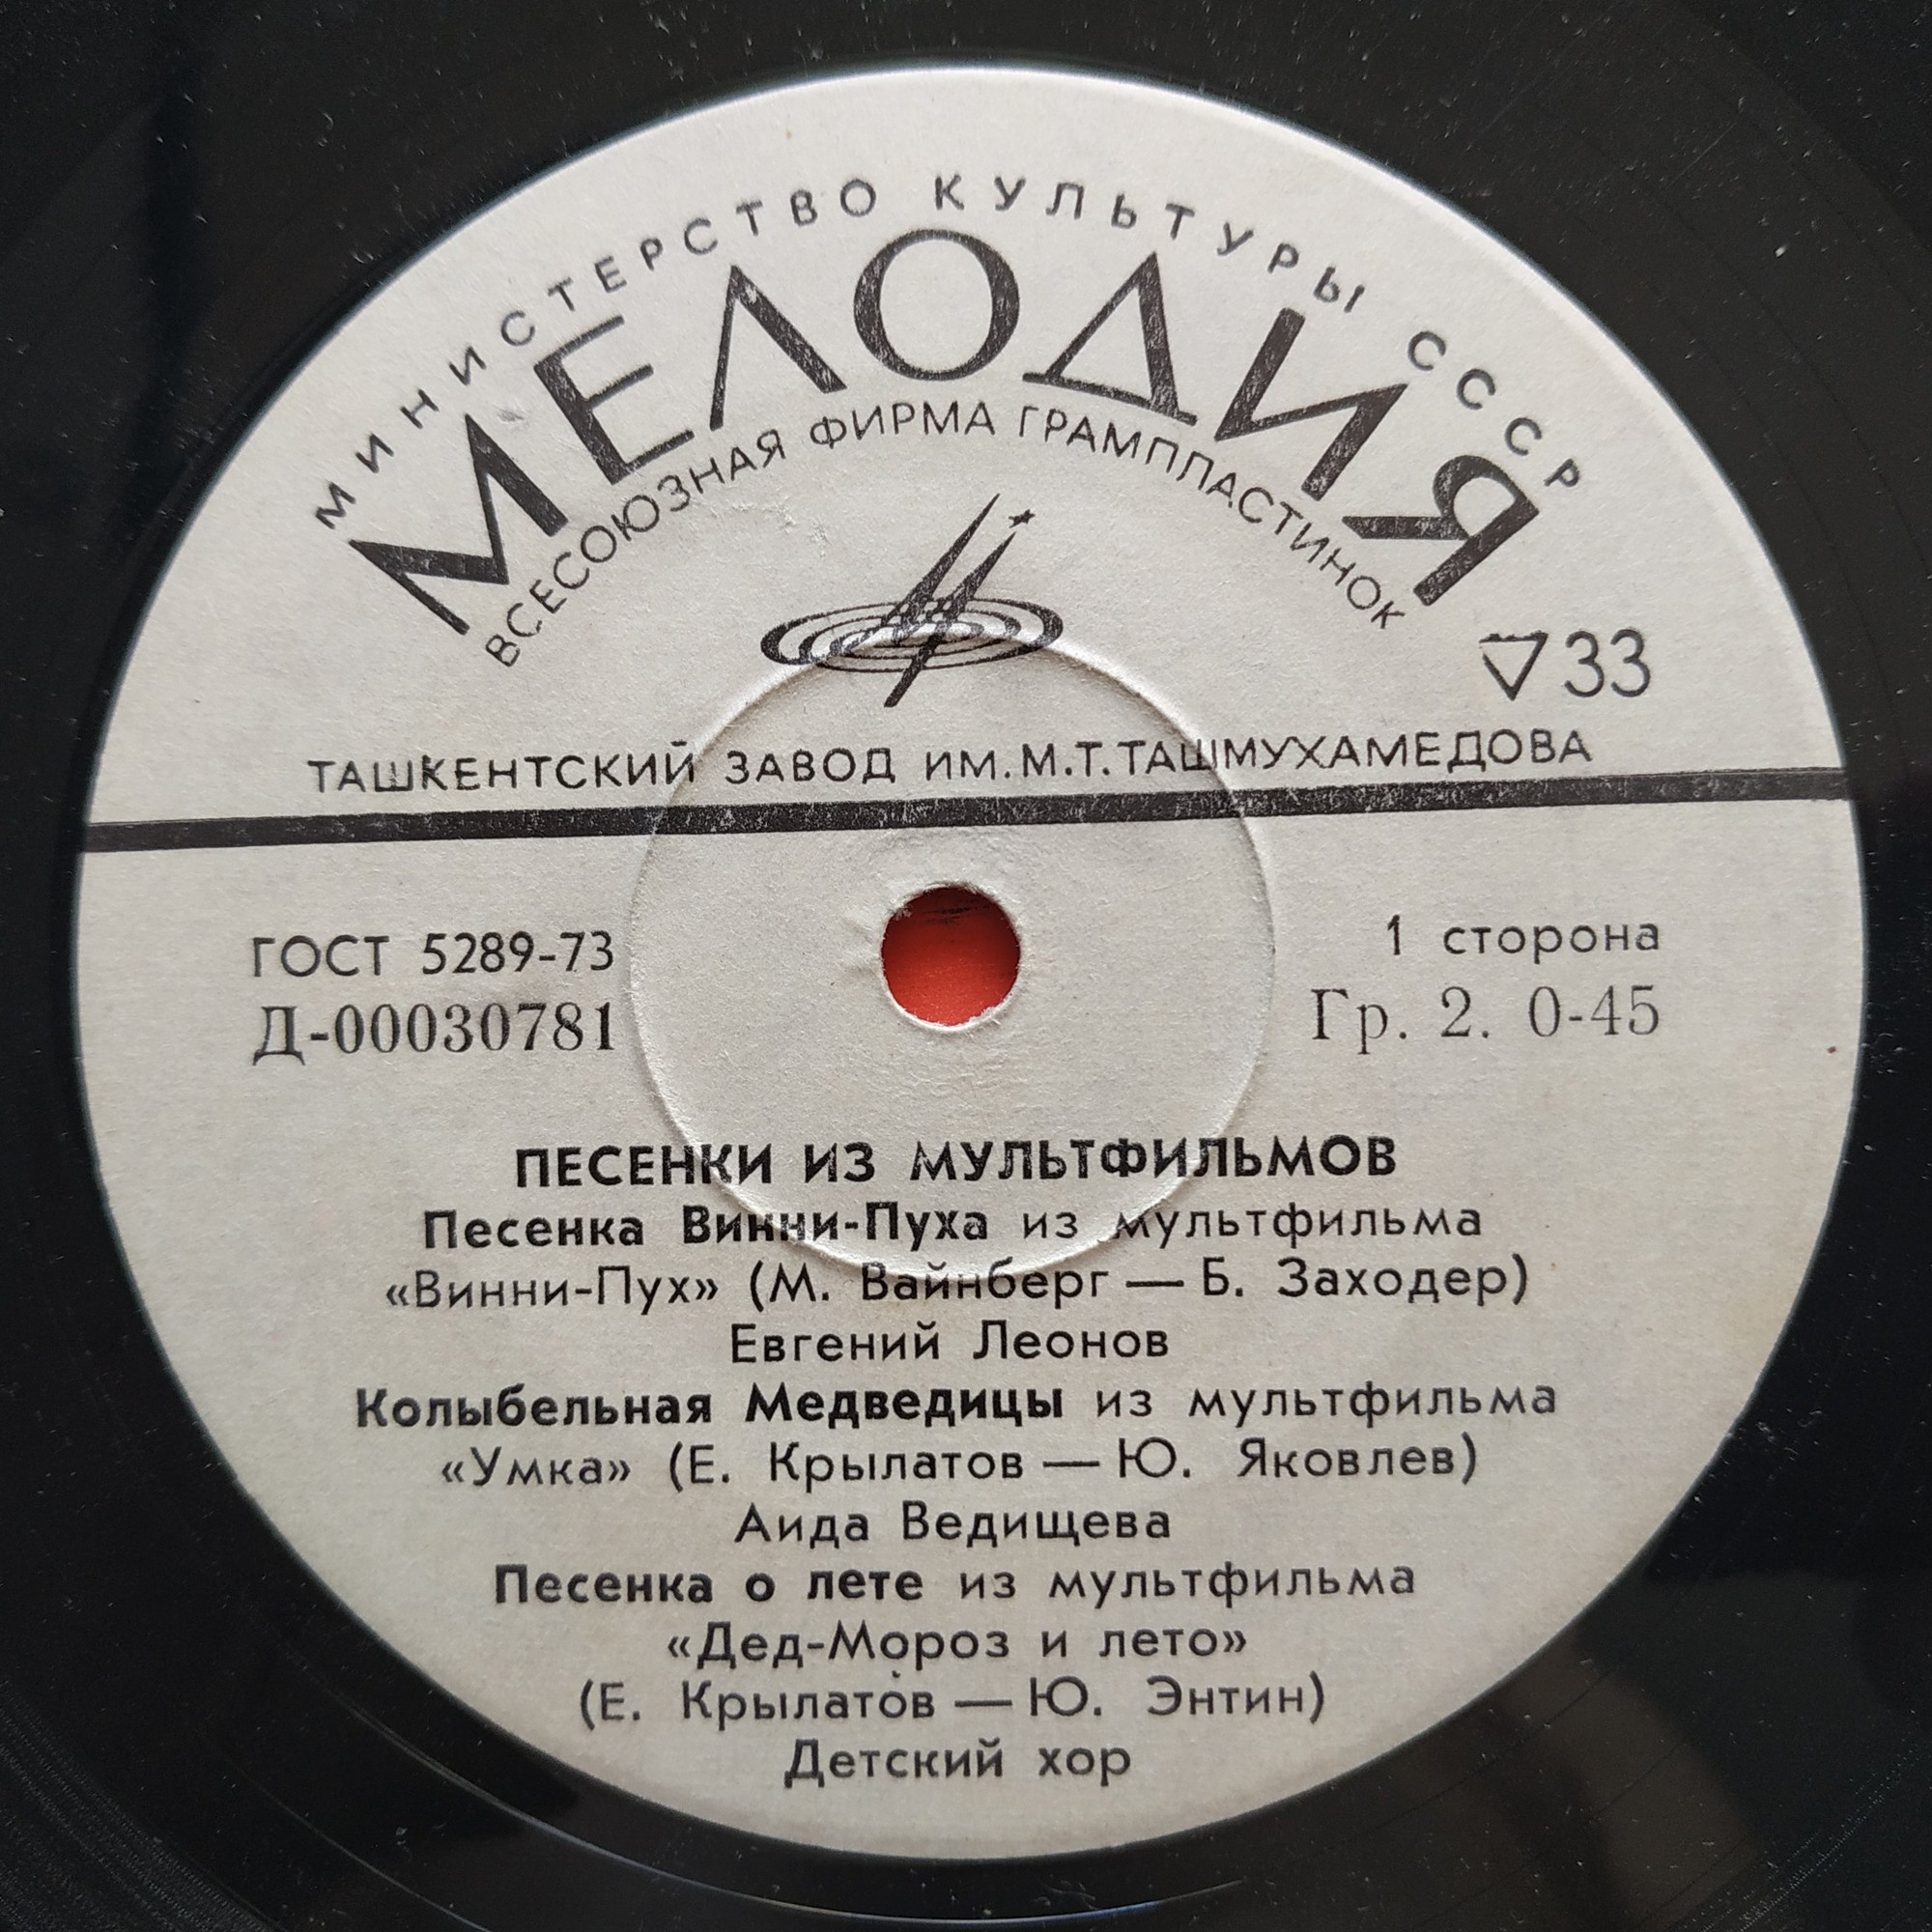 МИНИСТЕРСТВО КУЛЬТУРЫ СССР
МЕЛОДИЯ
ВСЕСОЮЗНАЯ ФИРМА ГРАМПЛАСТИНОК
▽33
ТАШКЕНТСКИЙ ЗАВОД ИМ. М.Т. ТАШМУХАМЕДОВА
ГОСТ 5289-73
Д-00030781
1 сторона
Гр. 2. 0-45
ПЕСЕНКИ ИЗ МУЛЬТФИЛЬМОВ
Песенка Винни-Пуха из мультфильма
«Винни-Пух» (М. Вайнберг — Б. Заходер)
Евгений Леонов
Колыбельная Медведицы из мультфильма
«Умка» (Е. Крылатов — Ю. Яковлев)
Аида Ведищева
Песенка о лете из мультфильма
«Дед-Мороз и лето»
(Е. Крылатов — Ю. Энтин)
Детский хор